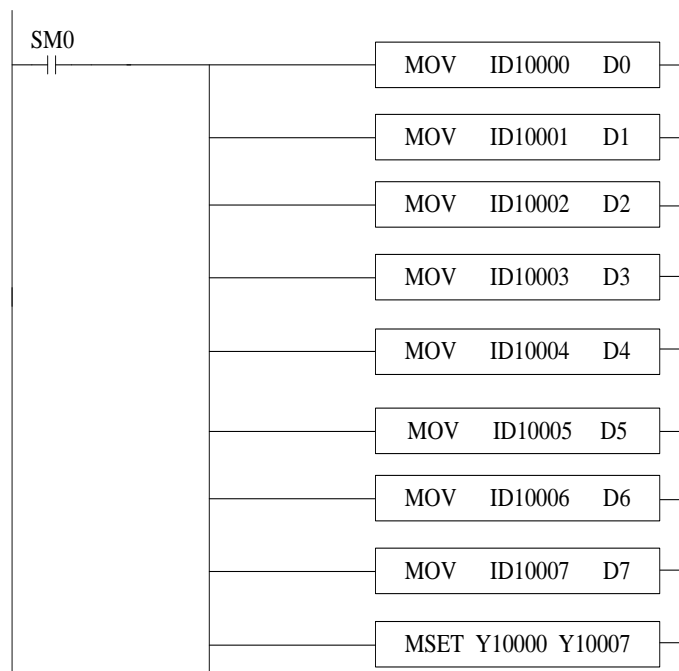 SM0
MOV ID10000 D0
MOV ID10001 D1
MOV ID10002 D2
MOV ID10003 D3
MOV ID10004 D4
MOV ID10005 D5
MOV ID10006 D6
MOV ID10007 D7
MSET Y10000 Y10007